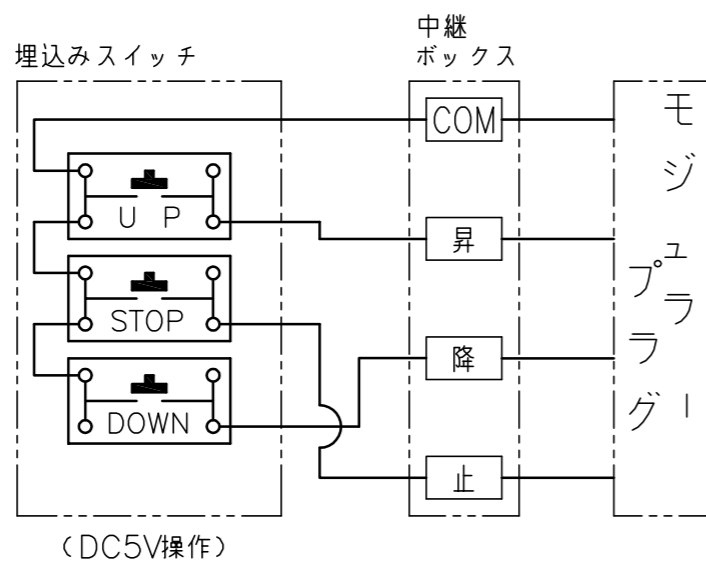 中継
ボックス
埋込みスイッチ
COM
UP
昇
STOP
降
DOWN
止
モジュラー
プラグ
(DC5V操作)